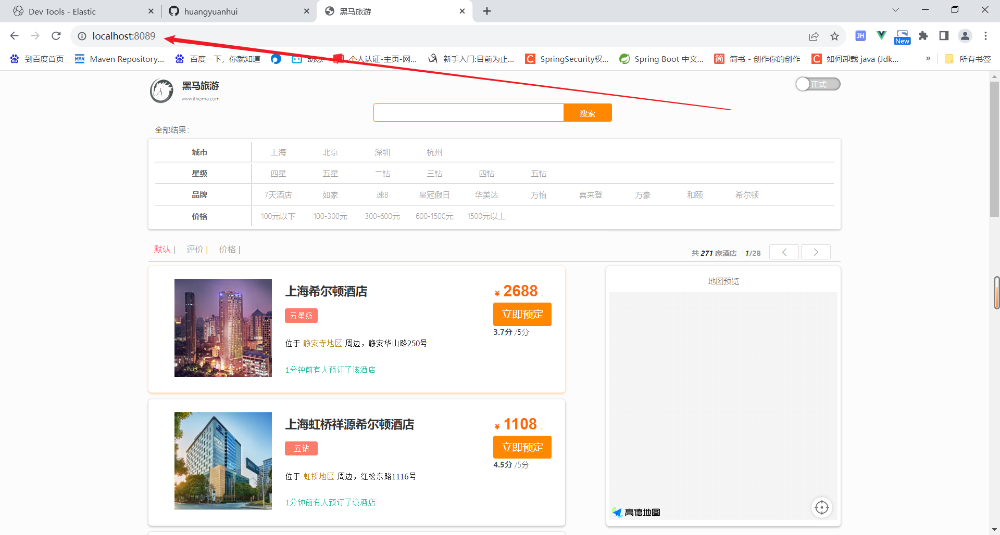 Dev Tools - Elastic
huangyuanhui
黑马旅游
localhost:8089
New
到百度首页
Maven Repository...
百度一下，你就知道
个人认证-主页-网...
新手入门:目前为止...
SpringSecurity权...
Spring Boot 中文...
简书 - 创作你的创作
如何卸载 java (Jdk...
»
所有书签
黑马旅游
www.itheima.com
正式
搜索
全部结果:
城市 上海 北京 深圳 杭州
星级 四星 五星 二钻 三钻 四钻 五钻
品牌 7天酒店 如家 速8 皇冠假日 华美达 万怡 喜来登 万豪 和颐 希尔顿
价格 100元以下 100-300元 300-600元 600-1500元 1500元以上
默认 | 评价 | 价格 |
共 271 家酒店 1/28
上海希尔顿酒店
五星级
位于 静安寺地区 周边，静安华山路250号
1分钟前有人预订了该酒店
¥ 2688
立即预定
3.7分 /5分
上海虹桥祥源希尔顿酒店
五钻
位于 虹桥地区 周边，红松东路1116号
1分钟前有人预订了该酒店
¥ 1108
立即预定
4.5分 /5分
地图预览
高德地图